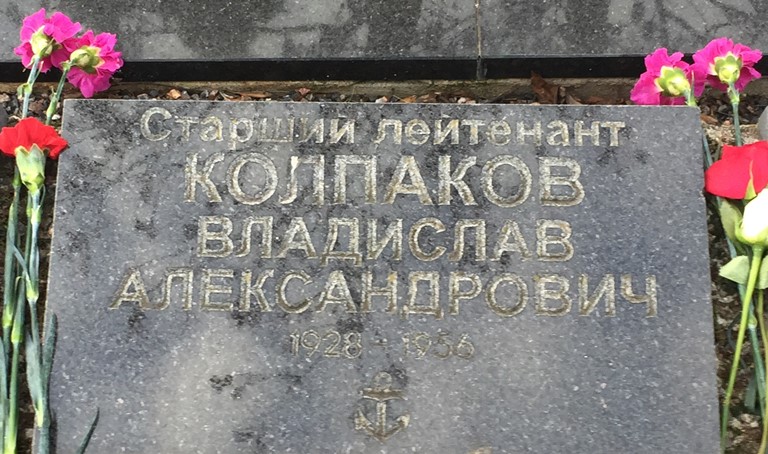 Старший лейтенант
КОЛПАКОВ
ВЛАДИСЛАВ
АЛЕКСАНДРОВИЧ
1928 - 1956